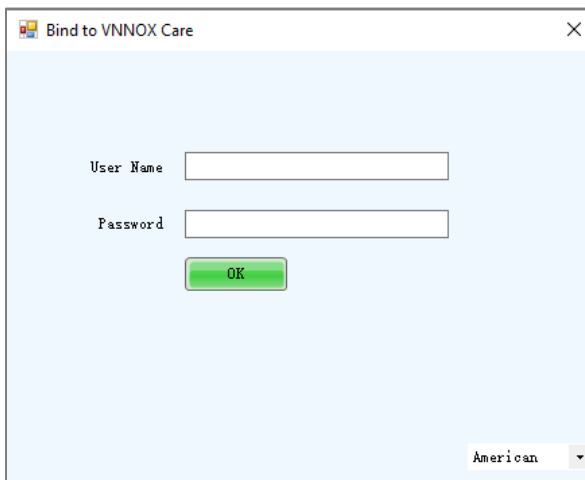 Bind to VNNOX Care
User Name
Password
OK
American